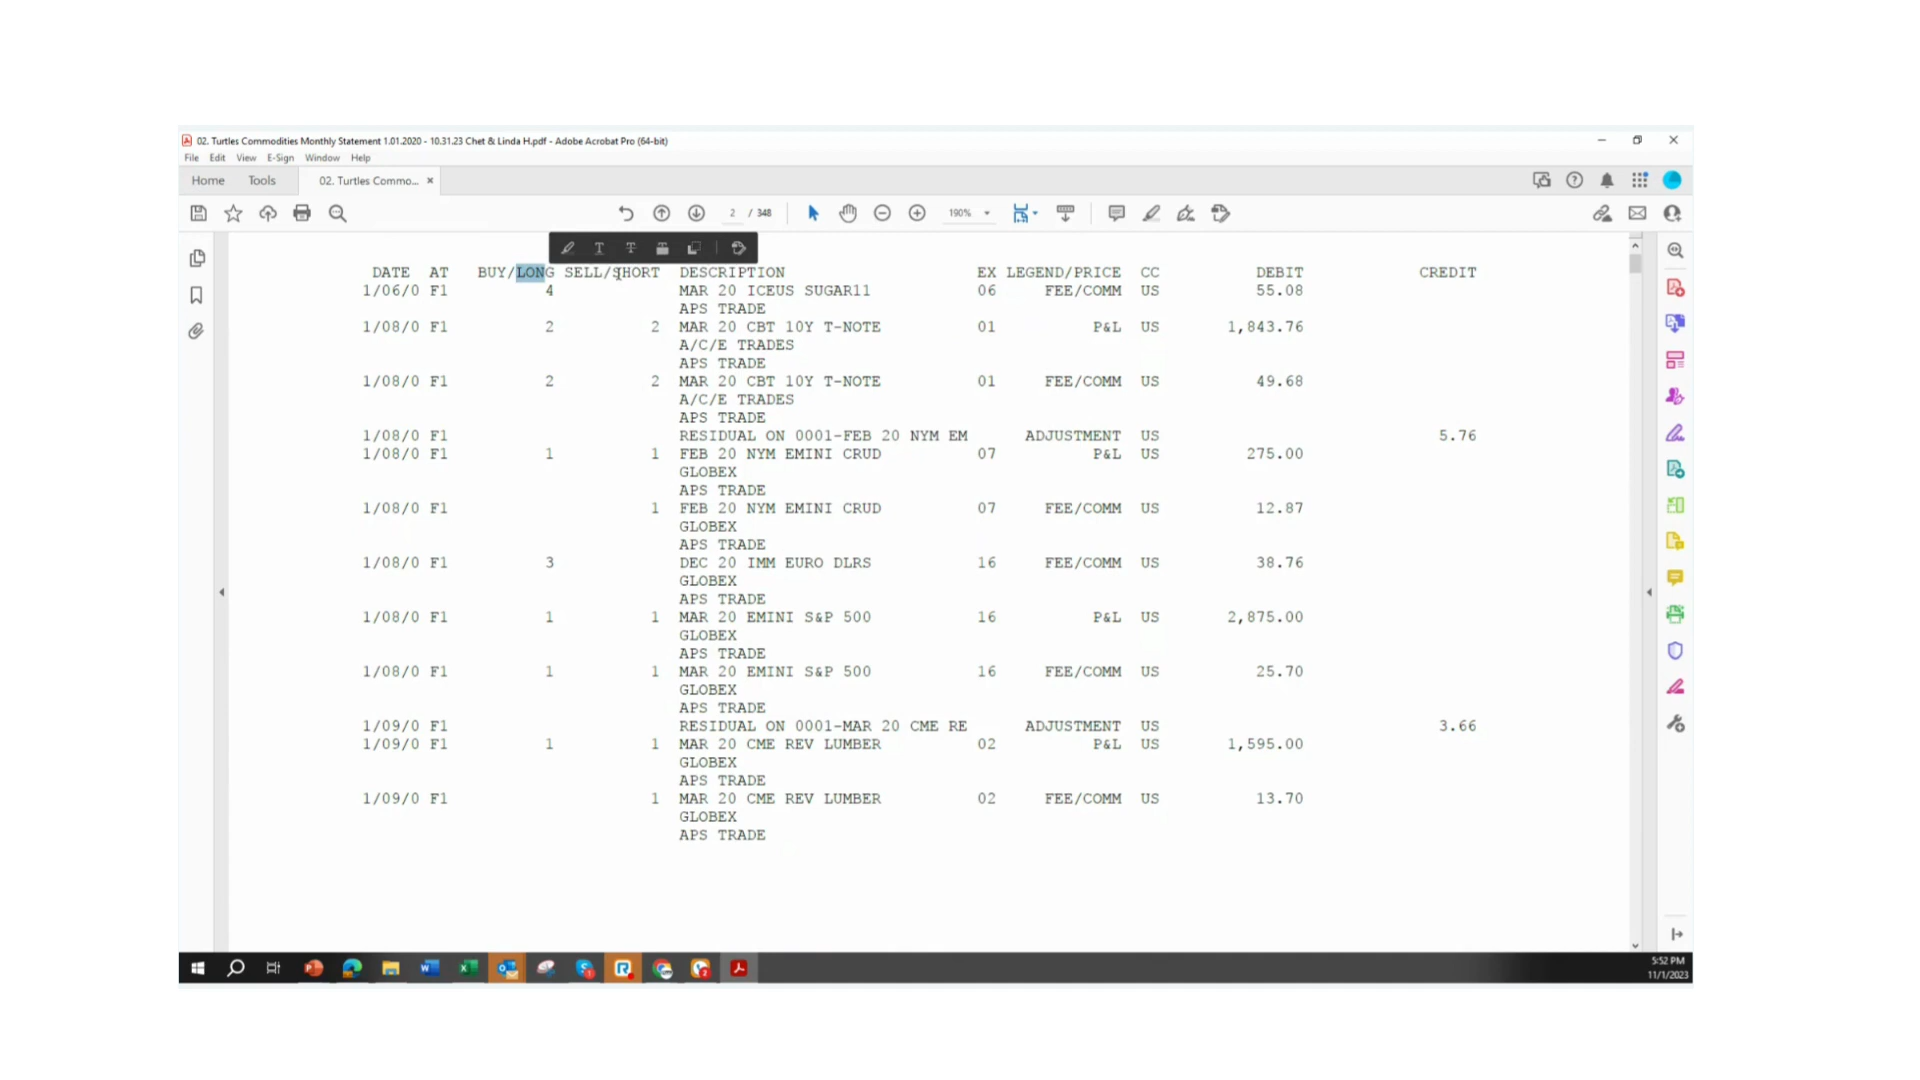 02. Turtles Commodities Monthly Statement 1.01.2020 - 10.31.23 Chet & Linda H.pdf - Adobe Acrobat Pro (64-bit)
File Edit View E-Sign Window Help
Home Tools 02. Turtles Commo...
2 / 348 190%
DATE AT BUY/LONG SELL/SHORT DESCRIPTION EX LEGEND/PRICE CC DEBIT CREDIT
1/06/0 F1 4 MAR 20 ICEUS SUGAR11 06 FEE/COMM US 55.08
APS TRADE
1/08/0 F1 2 2 MAR 20 CBT 10Y T-NOTE 01 P&L US 1,843.76
A/C/E TRADES
APS TRADE
1/08/0 F1 2 2 MAR 20 CBT 10Y T-NOTE 01 FEE/COMM US 49.68
A/C/E TRADES
APS TRADE
1/08/0 F1 RESIDUAL ON 0001-FEB 20 NYM EM ADJUSTMENT US 5.76
1/08/0 F1 1 1 FEB 20 NYM EMINI CRUD 07 P&L US 275.00
GLOBEX
APS TRADE
1/08/0 F1 1 FEB 20 NYM EMINI CRUD 07 FEE/COMM US 12.87
GLOBEX
APS TRADE
1/08/0 F1 3 DEC 20 IMM EURO DLRS 16 FEE/COMM US 38.76
GLOBEX
APS TRADE
1/08/0 F1 1 1 MAR 20 EMINI S&P 500 16 P&L US 2,875.00
GLOBEX
APS TRADE
1/08/0 F1 1 1 MAR 20 EMINI S&P 500 16 FEE/COMM US 25.70
GLOBEX
APS TRADE
1/09/0 F1 RESIDUAL ON 0001-MAR 20 CME RE ADJUSTMENT US 3.66
1/09/0 F1 1 1 MAR 20 CME REV LUMBER 02 P&L US 1,595.00
GLOBEX
APS TRADE
1/09/0 F1 1 MAR 20 CME REV LUMBER 02 FEE/COMM US 13.70
GLOBEX
APS TRADE
5:52 PM
11/1/2023